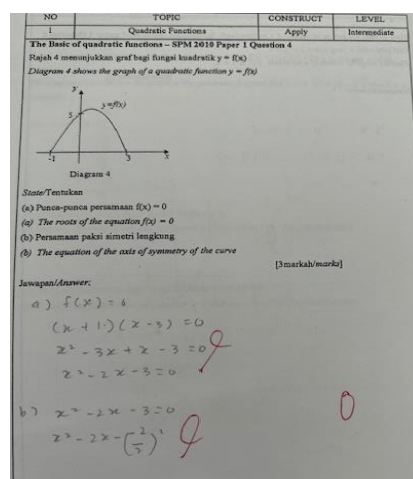 NO TOPIC CONSTRUCT LEVEL
1 Quadratic Functions Apply Intermediate
The Basic of quadratic functions – SPM 2010 Paper 1 Question 4
Rajah 4 menunjukkan graf bagi fungsi kuadratik y = f(x)
Diagram 4 shows the graph of a quadratic function y = f(x)
y
y=f(x)
5
-1 3 x
Diagram 4
State/Tentukan
(a) Punca-punca persamaan f(x) = 0
(a) The roots of the equation f(x) = 0
(b) Persamaan paksi simetri lengkung
(b) The equation of the axis of symmetry of the curve
[3markah/marks]
Jawapan/Answer:
a) f(x) = 0
(x + 1)(x - 3) = 0
x² - 3x + x - 3 = 0
x² - 2x - 3 = 0
b) x² - 2x - 3 = 0
x² - 2x - (2/2)²
0